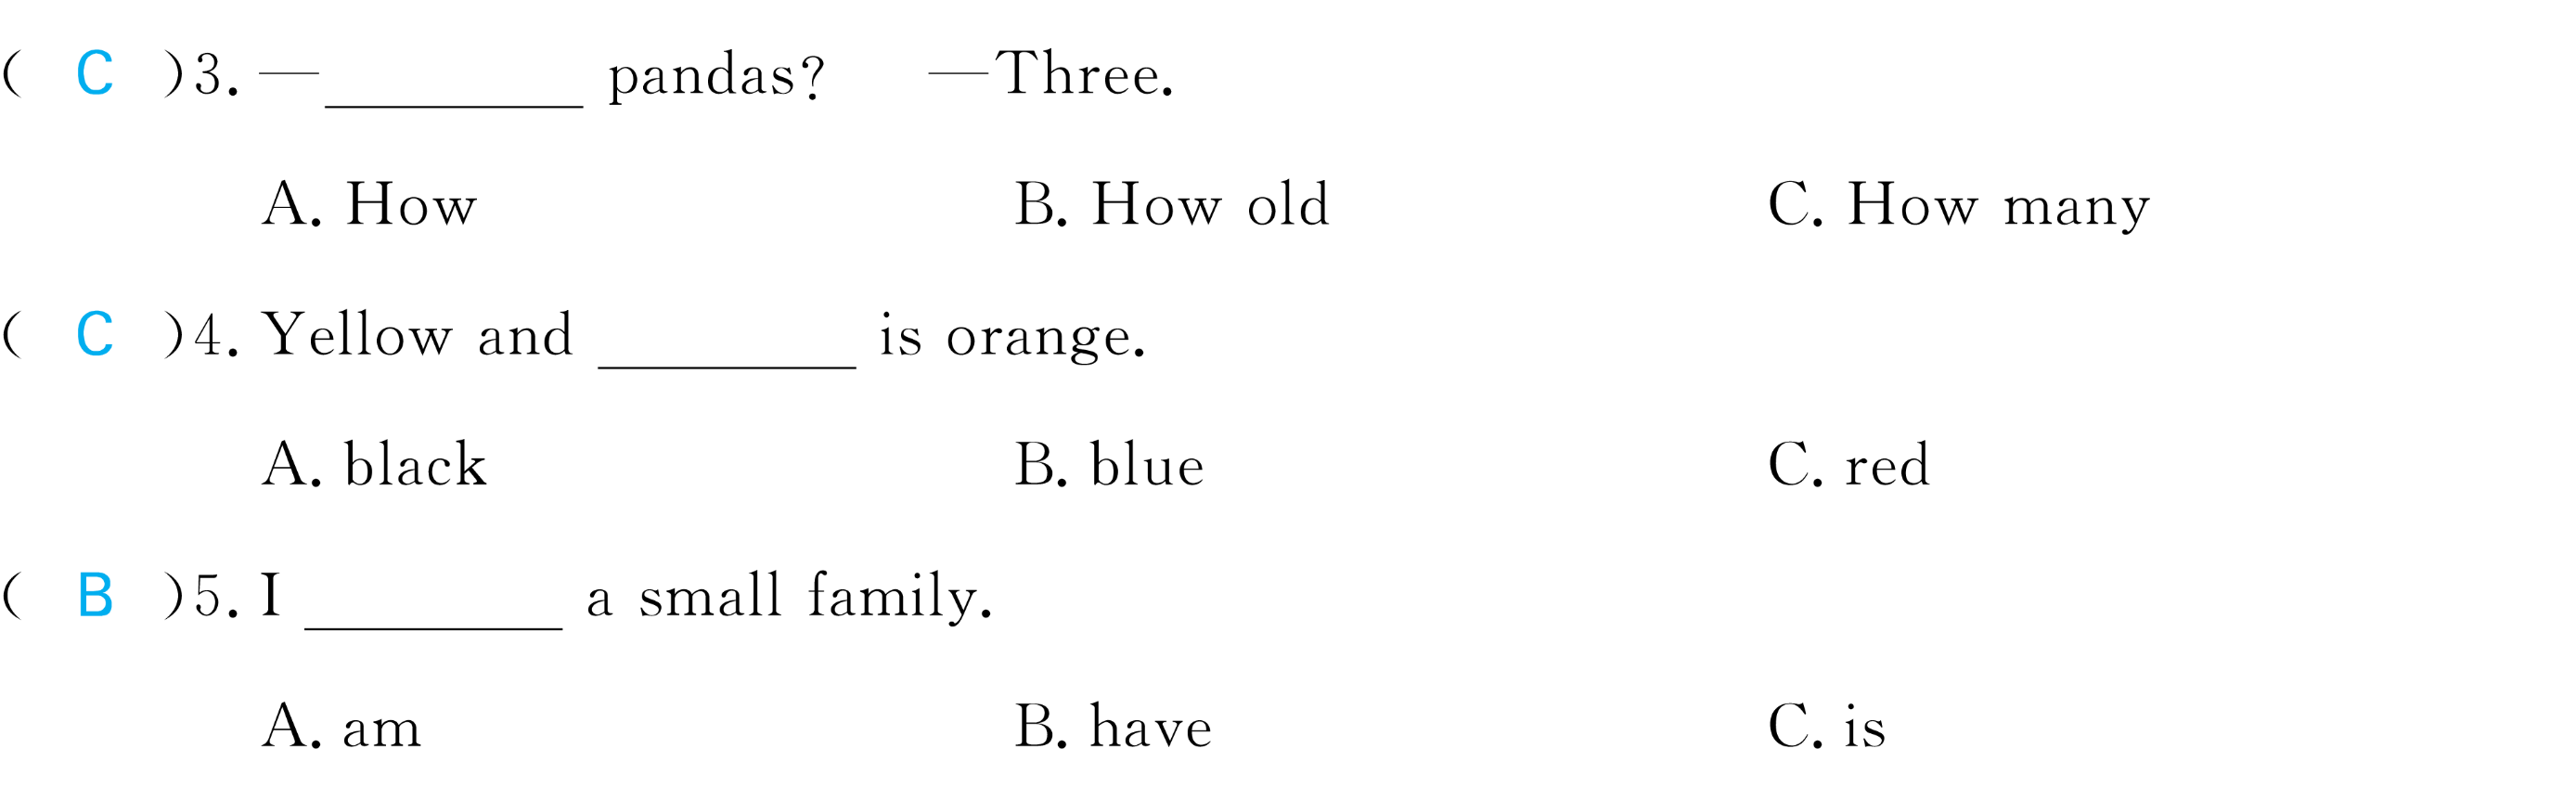 ( C )3. —________ pandas? —Three.
A. How B. How old C. How many
( C )4. Yellow and ________ is orange.
A. black B. blue C. red
( B )5. I ________ a small family.
A. am B. have C. is